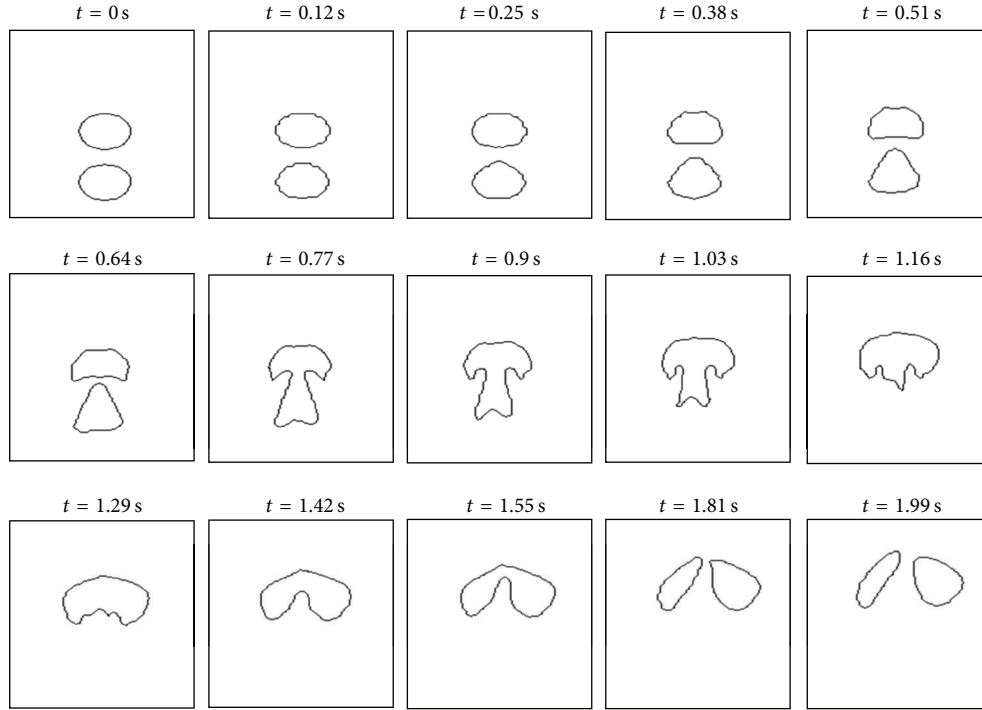 t = 0 s t = 0.12 s t = 0.25 s t = 0.38 s t = 0.51 s
t = 0.64 s t = 0.77 s t = 0.9 s t = 1.03 s t = 1.16 s
t = 1.29 s t = 1.42 s t = 1.55 s t = 1.81 s t = 1.99 s